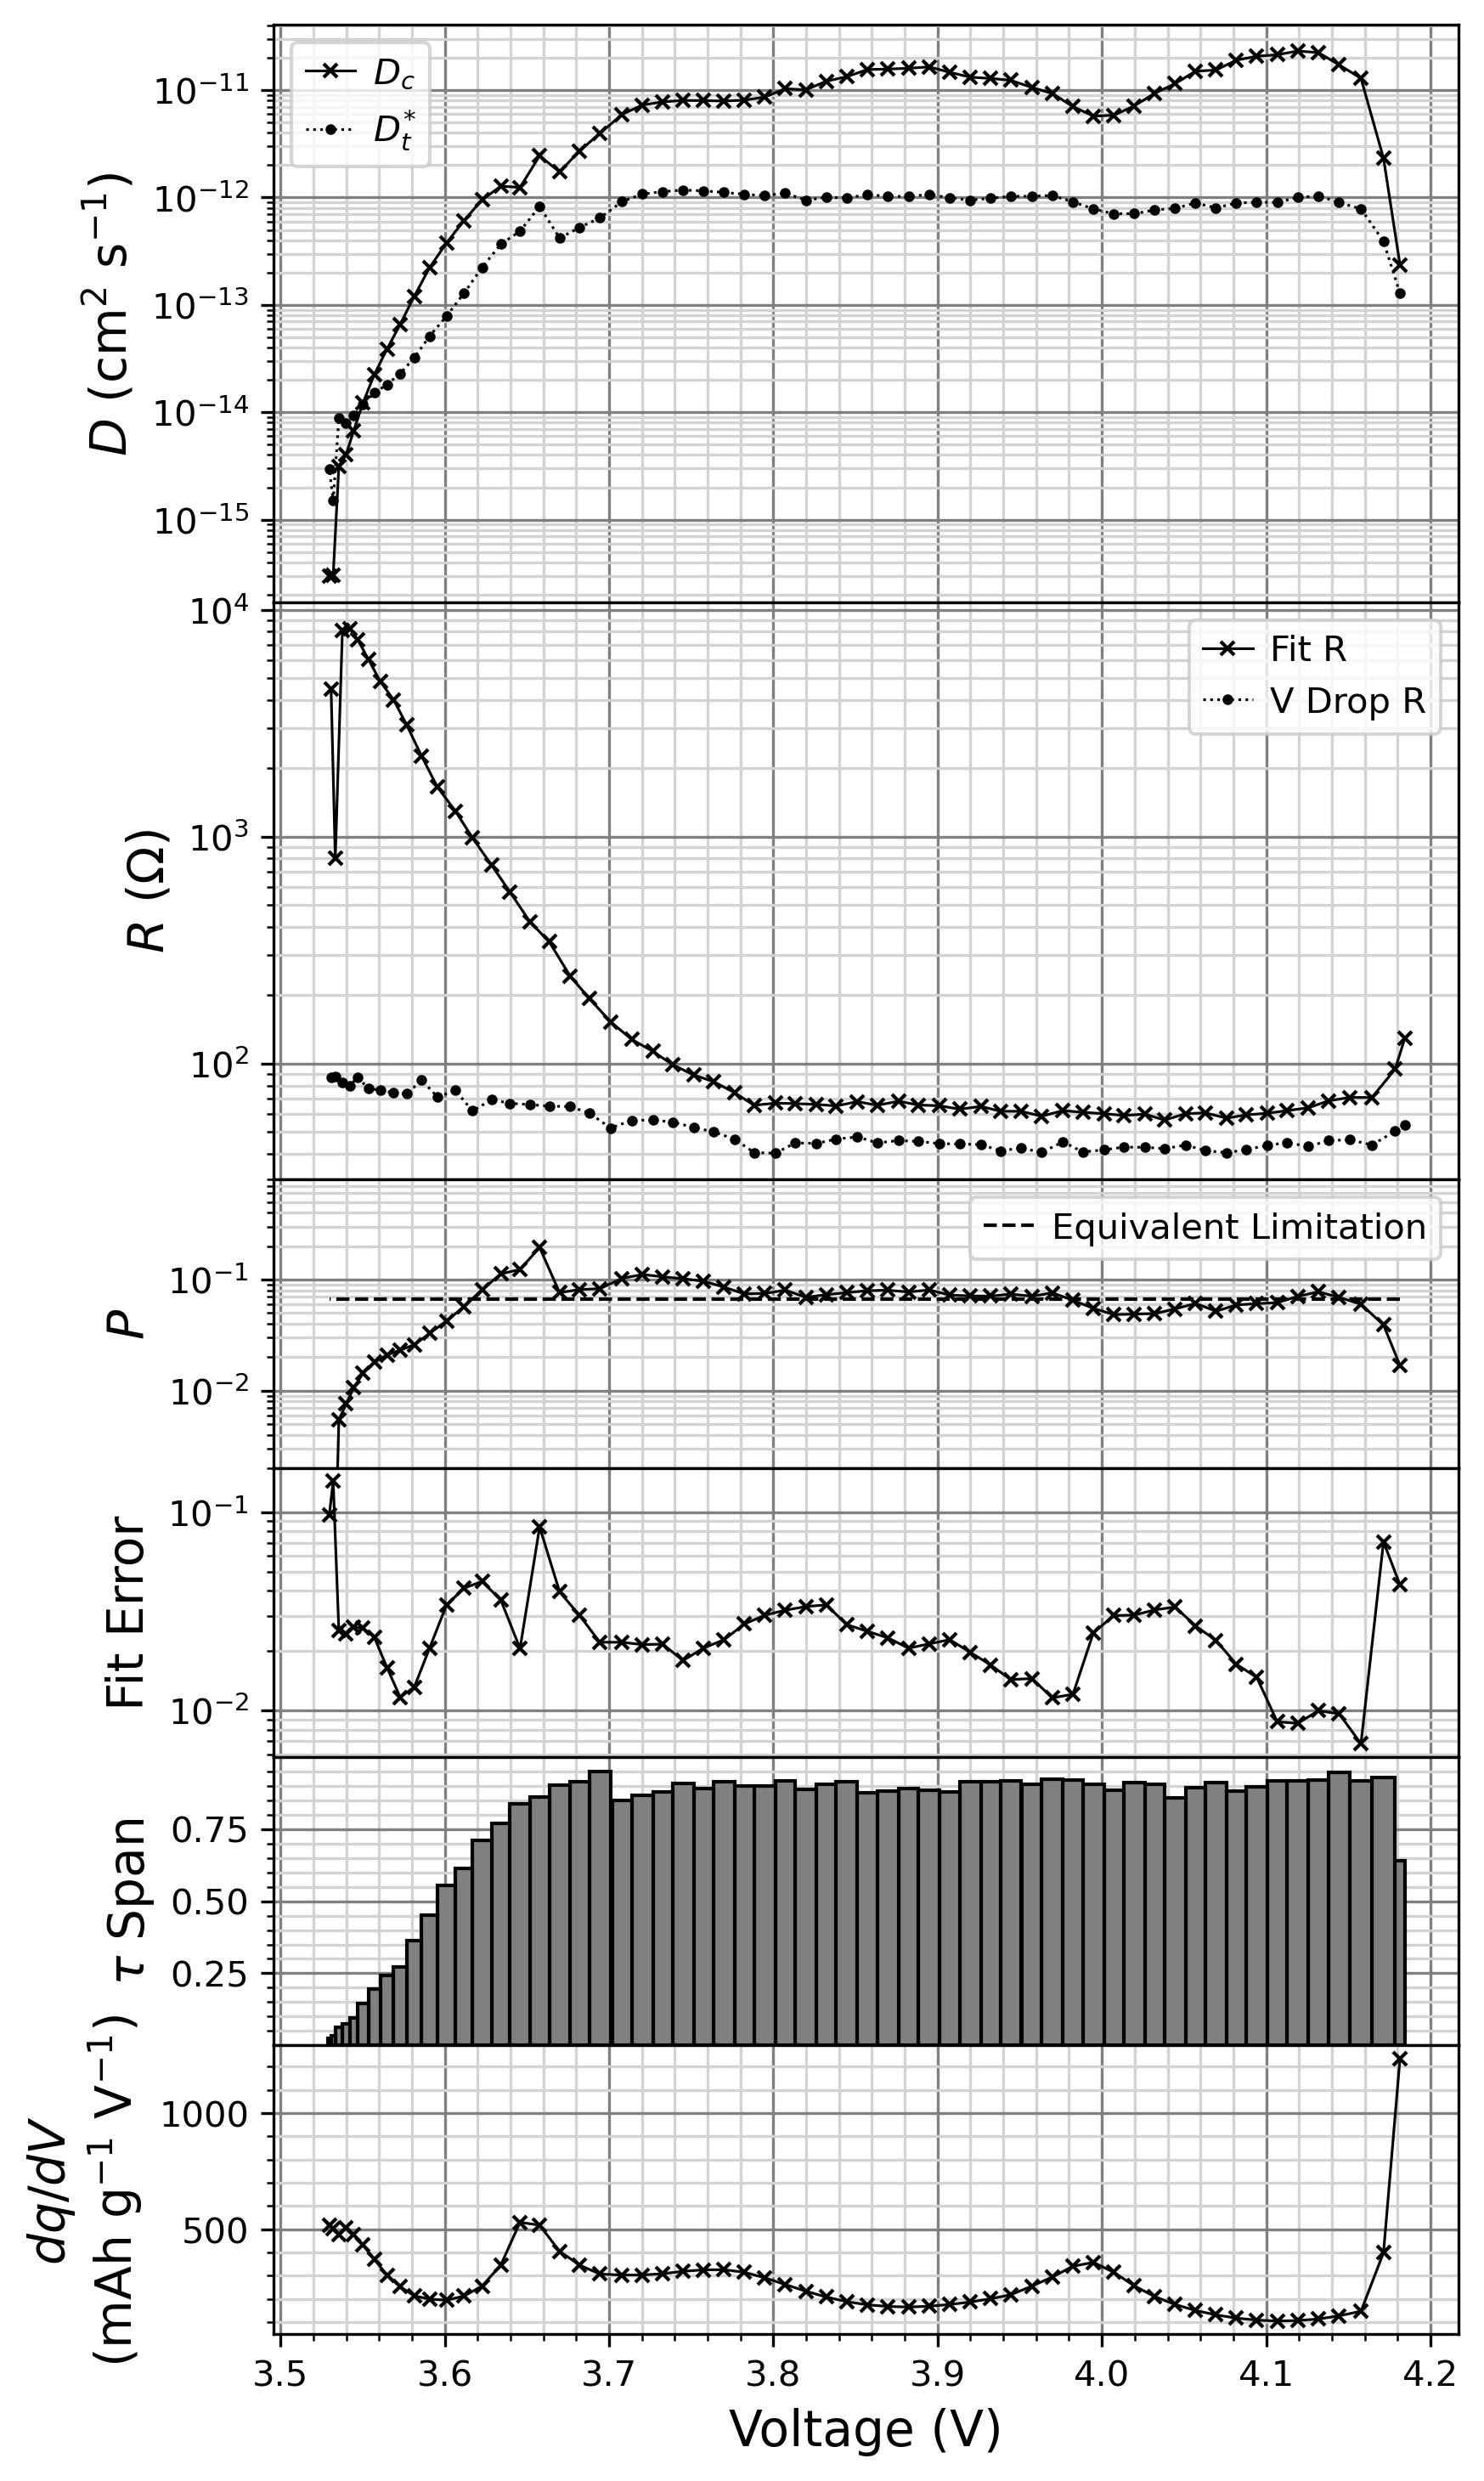 D (cm² s⁻¹)
10⁻¹¹
10⁻¹²
10⁻¹³
10⁻¹⁴
10⁻¹⁵
D_c
D_t^*
R (Ω)
10⁴
10³
10²
Fit R
V Drop R
P
10⁻¹
10⁻²
Equivalent Limitation
Fit Error
10⁻¹
10⁻²
τ Span
0.75
0.50
0.25
dq/dV
(mAh g⁻¹ V⁻¹)
1000
500
3.5 3.6 3.7 3.8 3.9 4.0 4.1 4.2
Voltage (V)